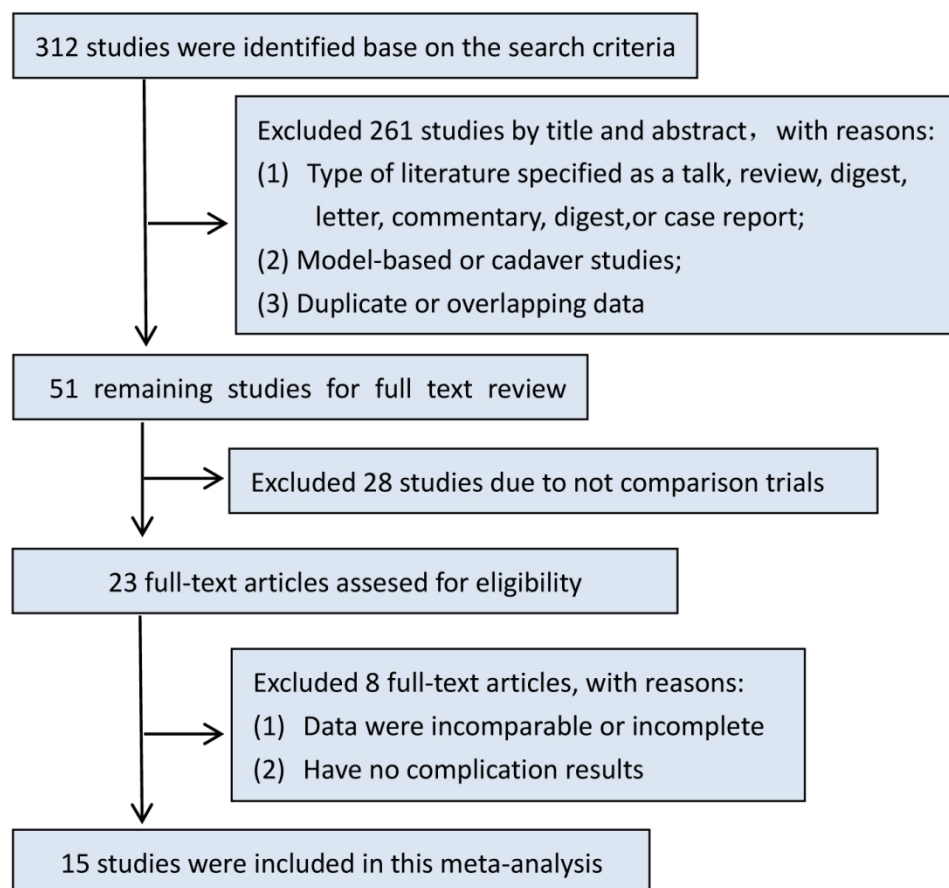 312 studies were identified base on the search criteria
Excluded 261 studies by title and abstract，with reasons:
(1) Type of literature specified as a talk, review, digest,
letter, commentary, digest,or case report;
(2) Model-based or cadaver studies;
(3) Duplicate or overlapping data
51 remaining studies for full text review
Excluded 28 studies due to not comparison trials
23 full-text articles assesed for eligibility
Excluded 8 full-text articles, with reasons:
(1) Data were incomparable or incomplete
(2) Have no complication results
15 studies were included in this meta-analysis